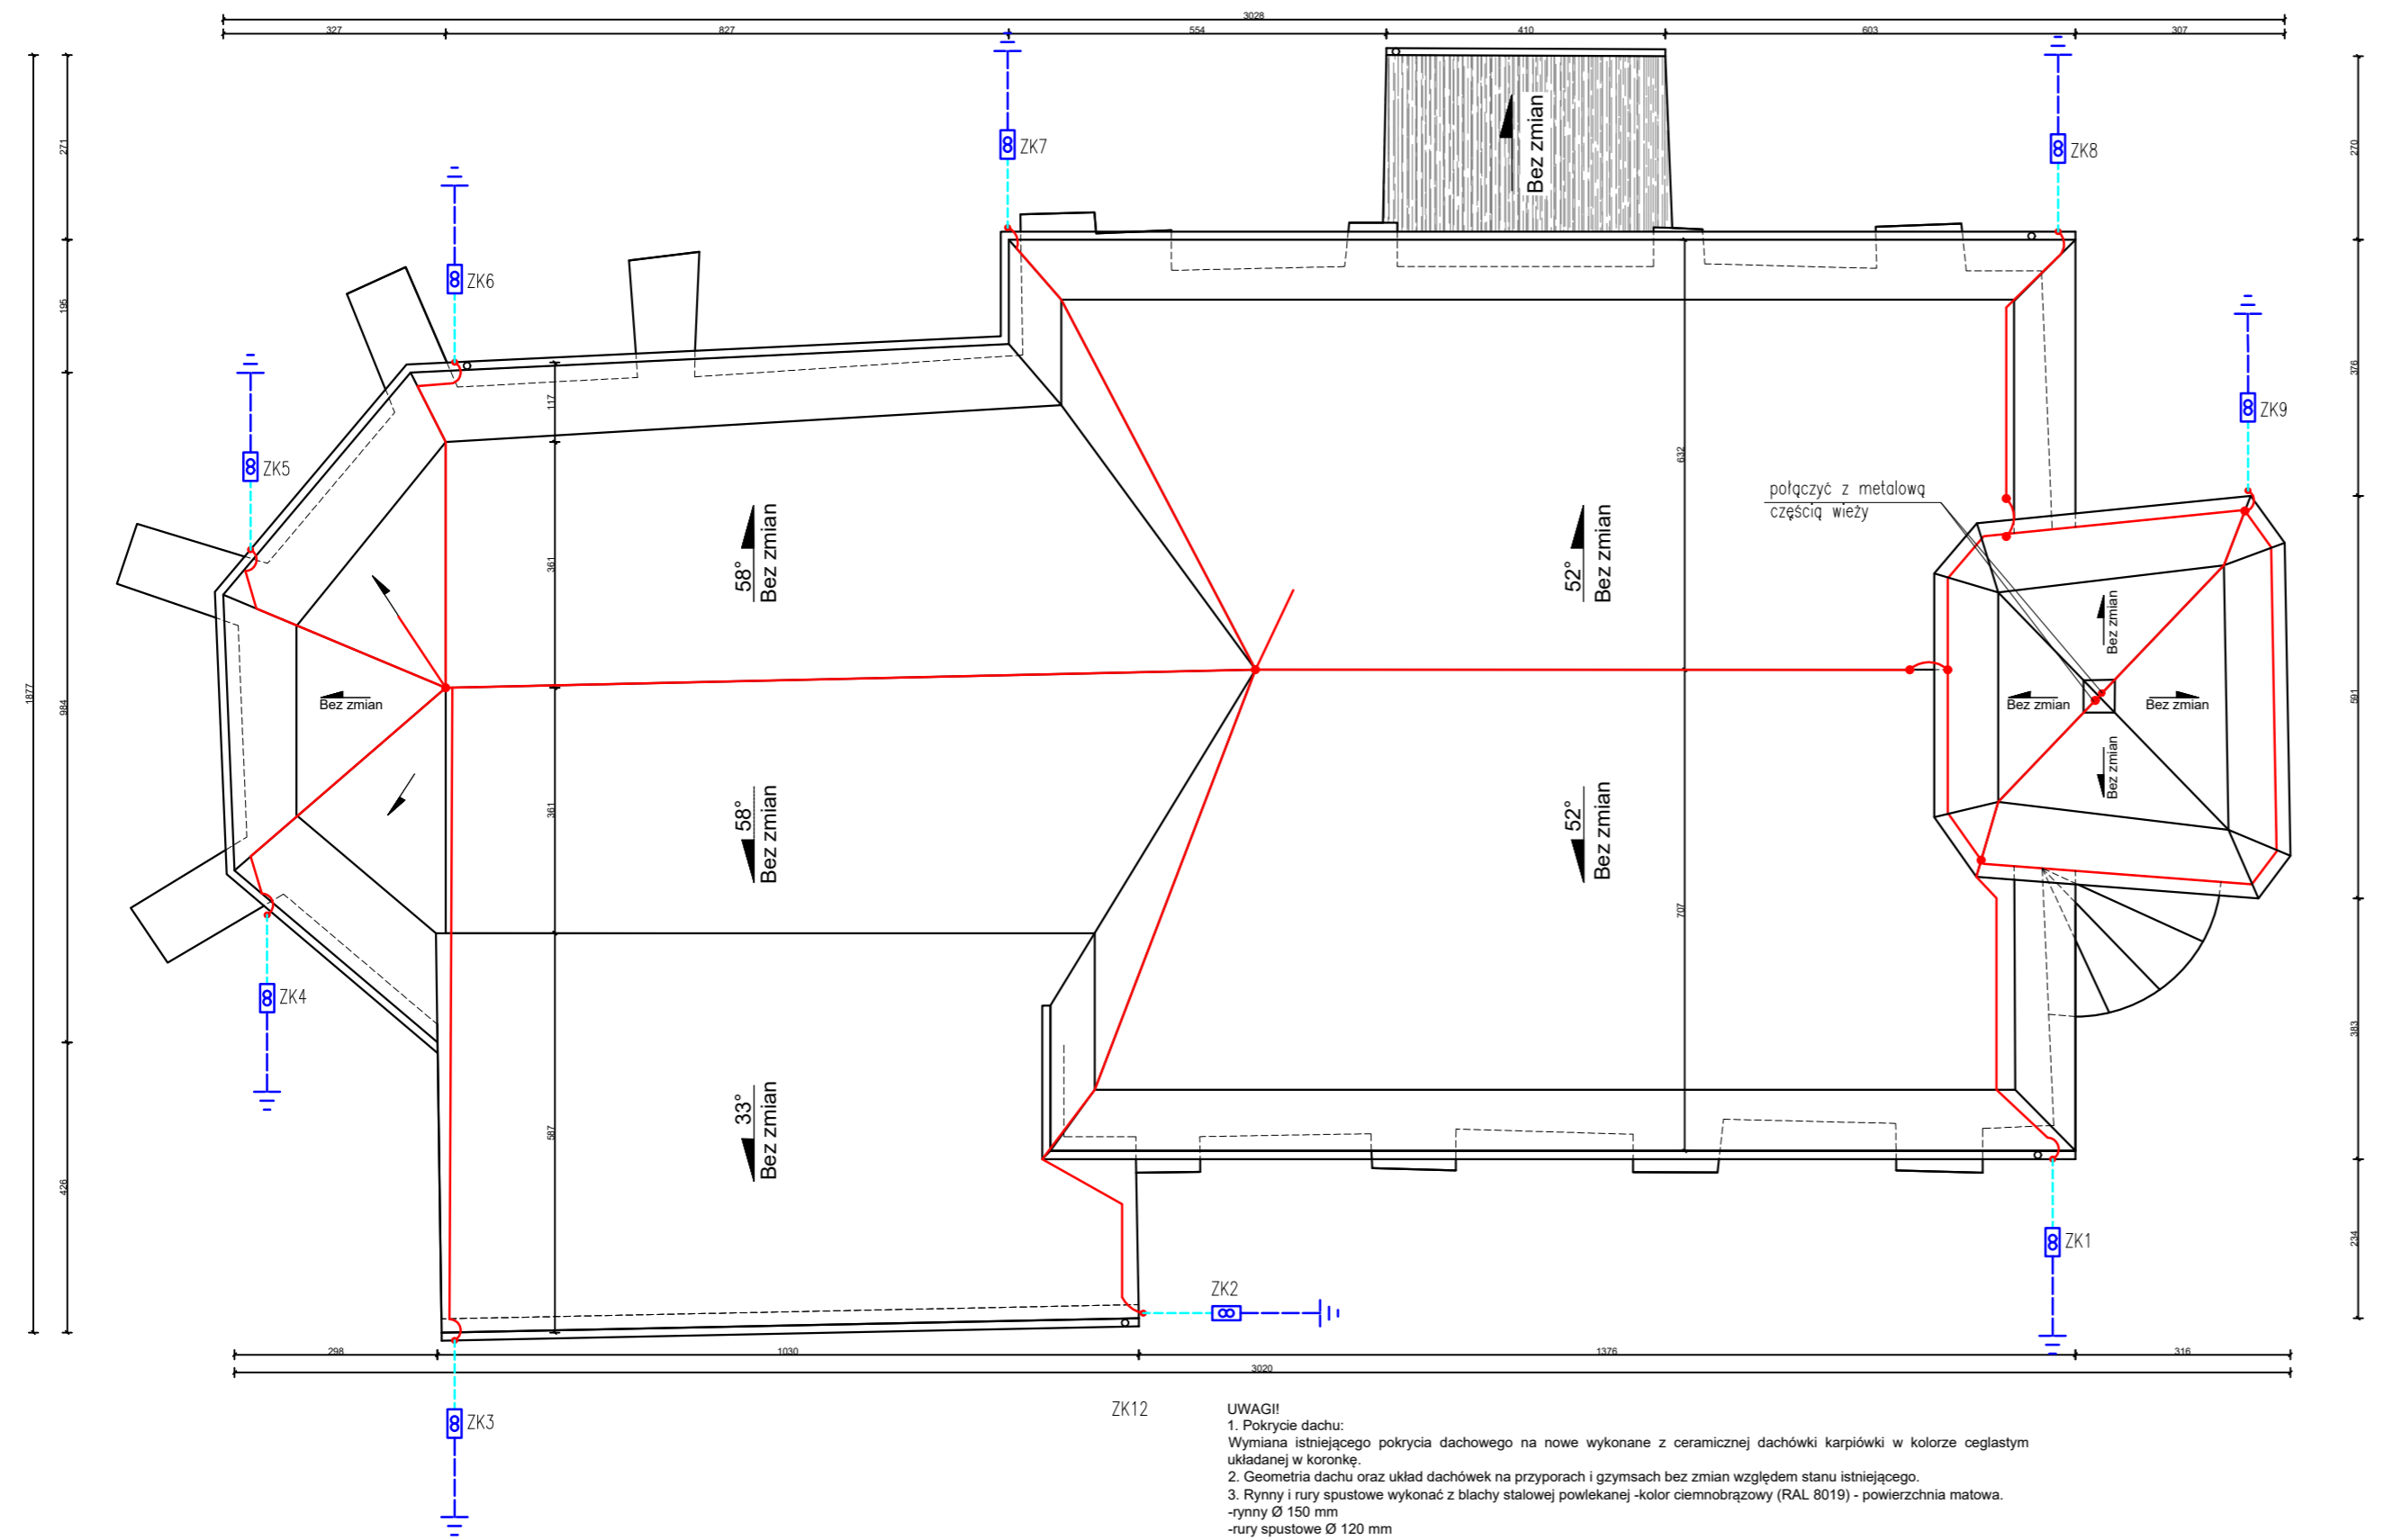 3028
327
827
554
410
603
307
1877
271
195
984
426
270
376
591
383
234
ZK7
ZK8
ZK6
ZK5
ZK9
Bez zmian
117
361
361
587
632
707
połączyć z metalową
częścią wieży
58°
Bez zmian
52°
Bez zmian
Bez zmian
Bez zmian
Bez zmian
Bez zmian
Bez zmian
58°
Bez zmian
52°
Bez zmian
33°
Bez zmian
ZK4
ZK1
ZK2
ZK3
298
1030
1376
316
3020
ZK12
UWAGI!
1. Pokrycie dachu:
Wymiana istniejącego pokrycia dachowego na nowe wykonane z ceramicznej dachówki karpiówki w kolorze ceglastym
układanej w koronkę.
2. Geometria dachu oraz układ dachówek na przyporach i gzymsach bez zmian względem stanu istniejącego.
3. Rynny i rury spustowe wykonać z blachy stalowej powlekanej -kolor ciemnobrązowy (RAL 8019) - powierzchnia matowa.
-rynny Ø 150 mm
-rury spustowe Ø 120 mm